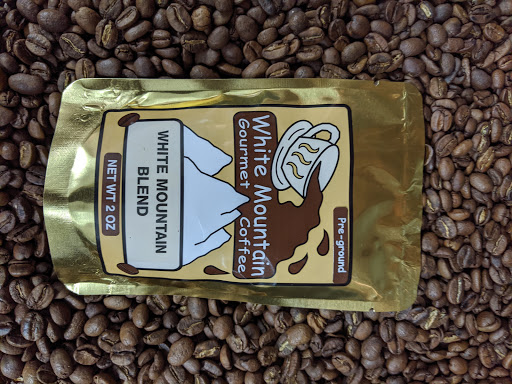 Pre-ground
White Mountain
Gourmet Coffee
WHITE MOUNTAIN
BLEND
NET WT 2 OZ